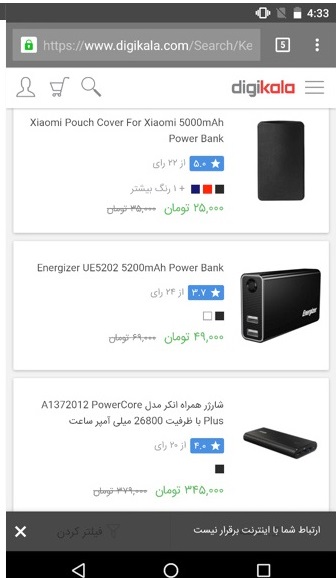 4:33
https://www.digikala.com/Search/Ke
5
digikala
Xiaomi Pouch Cover For Xiaomi 5000mAh
Power Bank
۵.۰ از ۲۲ رای
+ ۱ رنگ بیشتر
۲۵,۰۰۰ تومان ۳۵,۰۰۰ تومان
Energizer UE5202 5200mAh Power Bank
Energizer
۳.۷ از ۲۴ رای
۴۹,۰۰۰ تومان ۶۹,۰۰۰ تومان
شارژر همراه انکر مدل A1372012 PowerCore
Plus با ظرفیت 26800 میلی آمپر ساعت
۴.۰ از ۲۰ رای
۳۴۵,۰۰۰ تومان ۳۷۹,۰۰۰ تومان
ارتباط شما با اینترنت برقرار نیست
فیلتر کردن